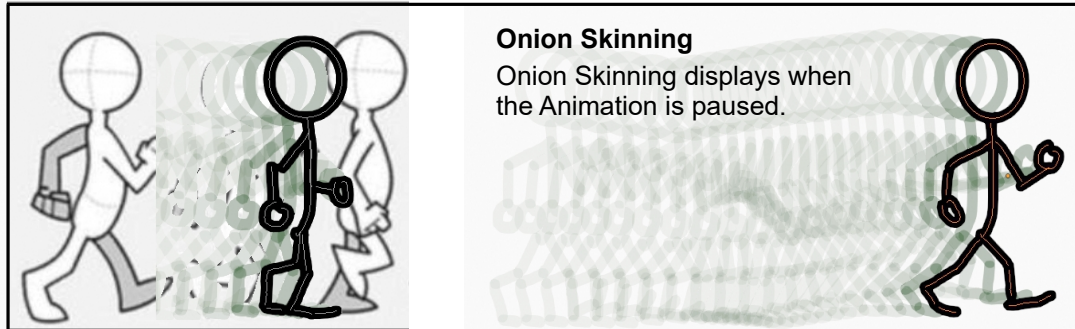 Onion Skinning
Onion Skinning displays when
the Animation is paused.